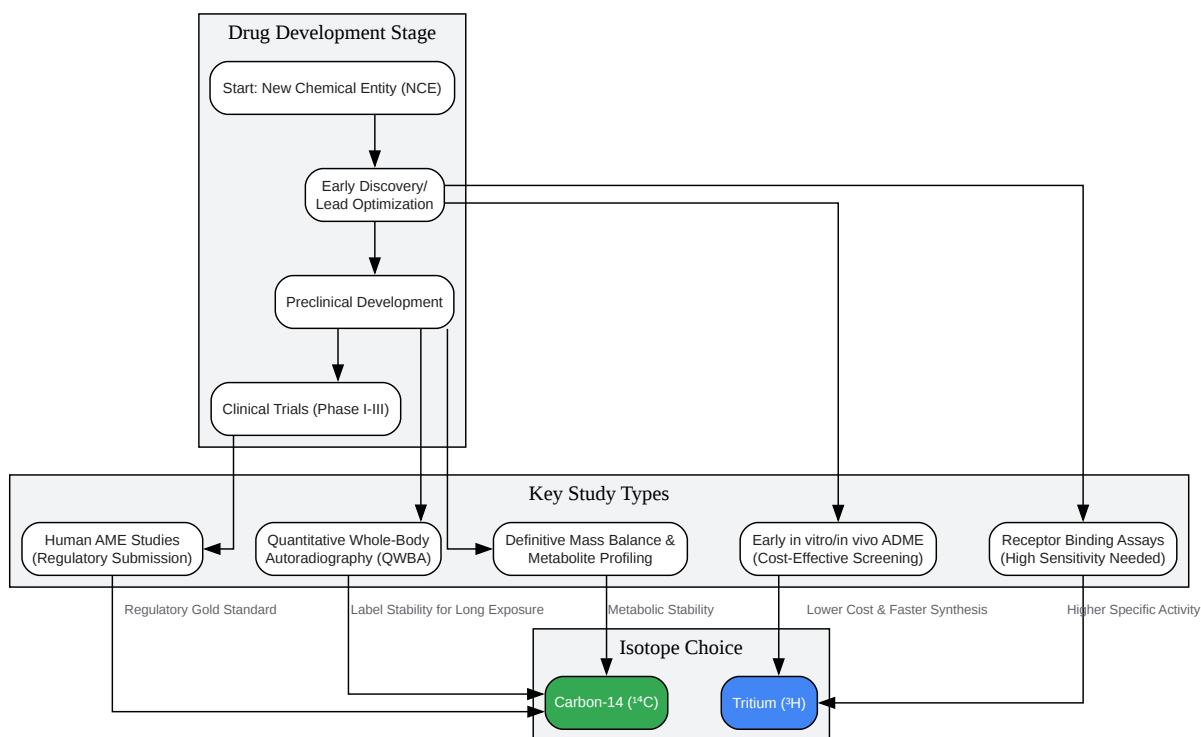 Drug Development Stage
Start: New Chemical Entity (NCE)
Early Discovery/
Lead Optimization
Preclinical Development
Clinical Trials (Phase I-III)
Key Study Types
Human AME Studies
(Regulatory Submission)
Quantitative Whole-Body
Autoradiography (QWBA)
Definitive Mass Balance &
Metabolite Profiling
Early in vitro/in vivo ADME
(Cost-Effective Screening)
Receptor Binding Assays
(High Sensitivity Needed)
Regulatory Gold Standard
Label Stability for Long Exposure
Metabolic Stability
Lower Cost & Faster Synthesis
Higher Specific Activity
Isotope Choice
Carbon-14 (¹⁴C)
Tritium (³H)